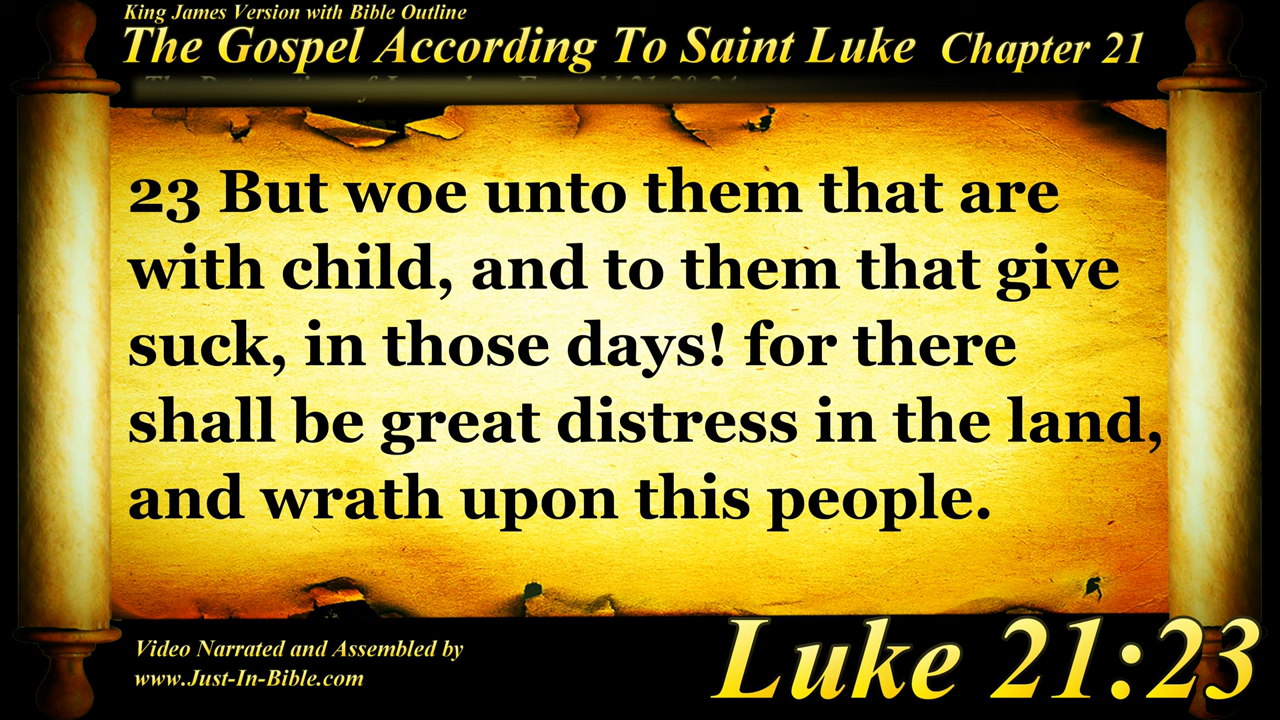 King James Version with Bible Outline
The Gospel According To Saint Luke Chapter 21
23 But woe unto them that are
with child, and to them that give
suck, in those days! for there
shall be great distress in the land,
and wrath upon this people.
Video Narrated and Assembled by
www.Just-In-Bible.com
Luke 21:23